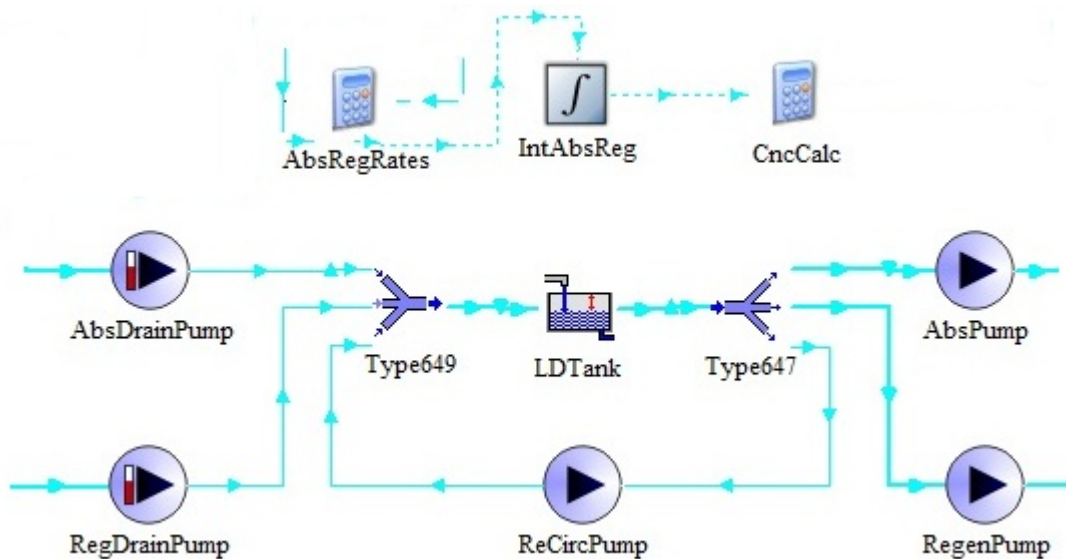 AbsRegRates
IntAbsReg
CncCalc
AbsDrainPump
Type649
LDTank
Type647
AbsPump
RegDrainPump
ReCircPump
RegenPump